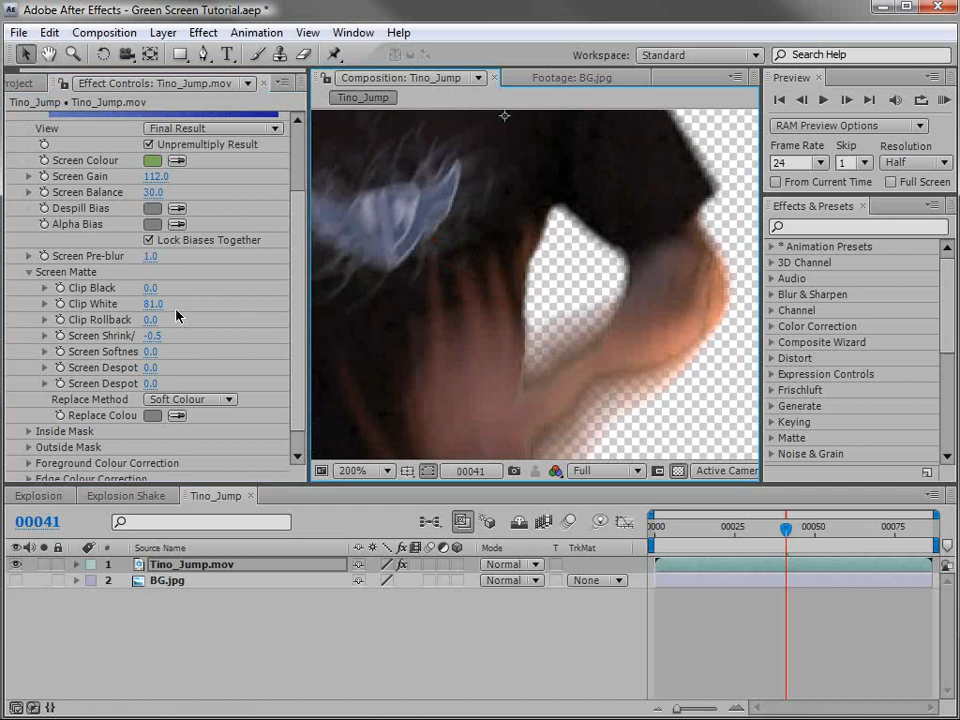 Adobe After Effects - Green Screen Tutorial.aep *
File Edit Composition Layer Effect Animation View Window Help
Workspace: Standard Search Help
roject Effect Controls: Tino_Jump.mov
Tino_Jump • Tino_Jump.mov
View Final Result
Unpremultiply Result
Screen Colour
Screen Gain 112.0
Screen Balance 30.0
Despill Bias
Alpha Bias
Lock Biases Together
Screen Pre-blur 1.0
Screen Matte
Clip Black 0.0
Clip White 81.0
Clip Rollback 0.0
Screen Shrink/ -0.5
Screen Softnes 0.0
Screen Despot 0.0
Screen Despot 0.0
Replace Method Soft Colour
Replace Colou
Inside Mask
Outside Mask
Foreground Colour Correction
Edge Colour Correction
Composition: Tino_Jump Footage: BG.jpg
Tino_Jump
200% 00041 Full Active Camer
Preview
RAM Preview Options
Frame Rate Skip Resolution
24 1 Half
From Current Time Full Screen
Effects & Presets
* Animation Presets
3D Channel
Audio
Blur & Sharpen
Channel
Color Correction
Composite Wizard
Distort
Expression Controls
Frischluft
Generate
Keying
Matte
Noise & Grain
Explosion Explosion Shake Tino_Jump
00041
0000 00025 00050 00075
# Source Name Mode T TrkMat
1 Tino_Jump.mov Normal
2 BG.jpg Normal None